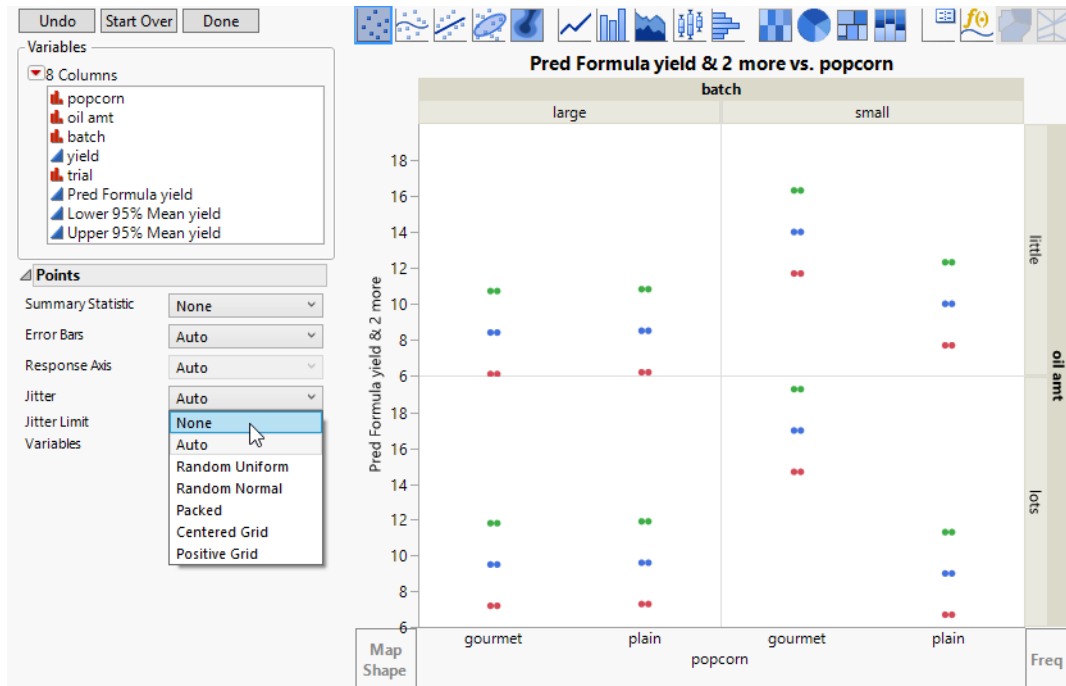 Undo Start Over Done
Variables
8 Columns
popcorn
oil amt
batch
yield
trial
Pred Formula yield
Lower 95% Mean yield
Upper 95% Mean yield
Points
Summary Statistic None
Error Bars Auto
Response Axis Auto
Jitter Auto
Jitter Limit
Variables
None
Auto
Random Uniform
Random Normal
Packed
Centered Grid
Positive Grid
Pred Formula yield & 2 more vs. popcorn
batch
large small
18
16
14
12
10
8
6
18
16
14
12
10
8
6
Pred Formula yield & 2 more
little
lots
oil amt
gourmet plain gourmet plain
popcorn
Map
Shape
Freq